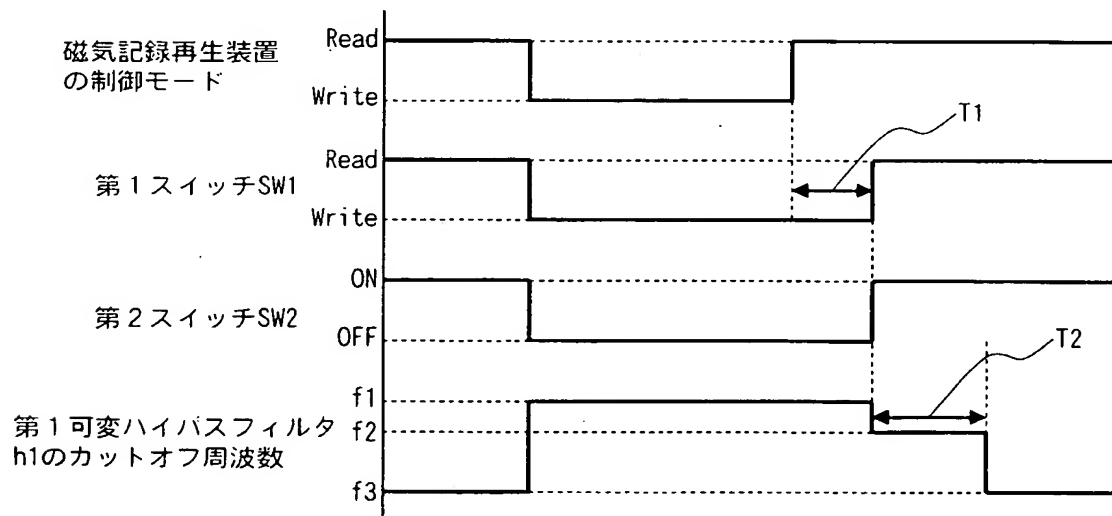 磁気記録再生装置
の制御モード
Read
Write
T1
第1スイッチSW1
Read
Write
第2スイッチSW2
ON
OFF
T2
第1可変ハイパスフィルタ
h1のカットオフ周波数
f1
f2
f3